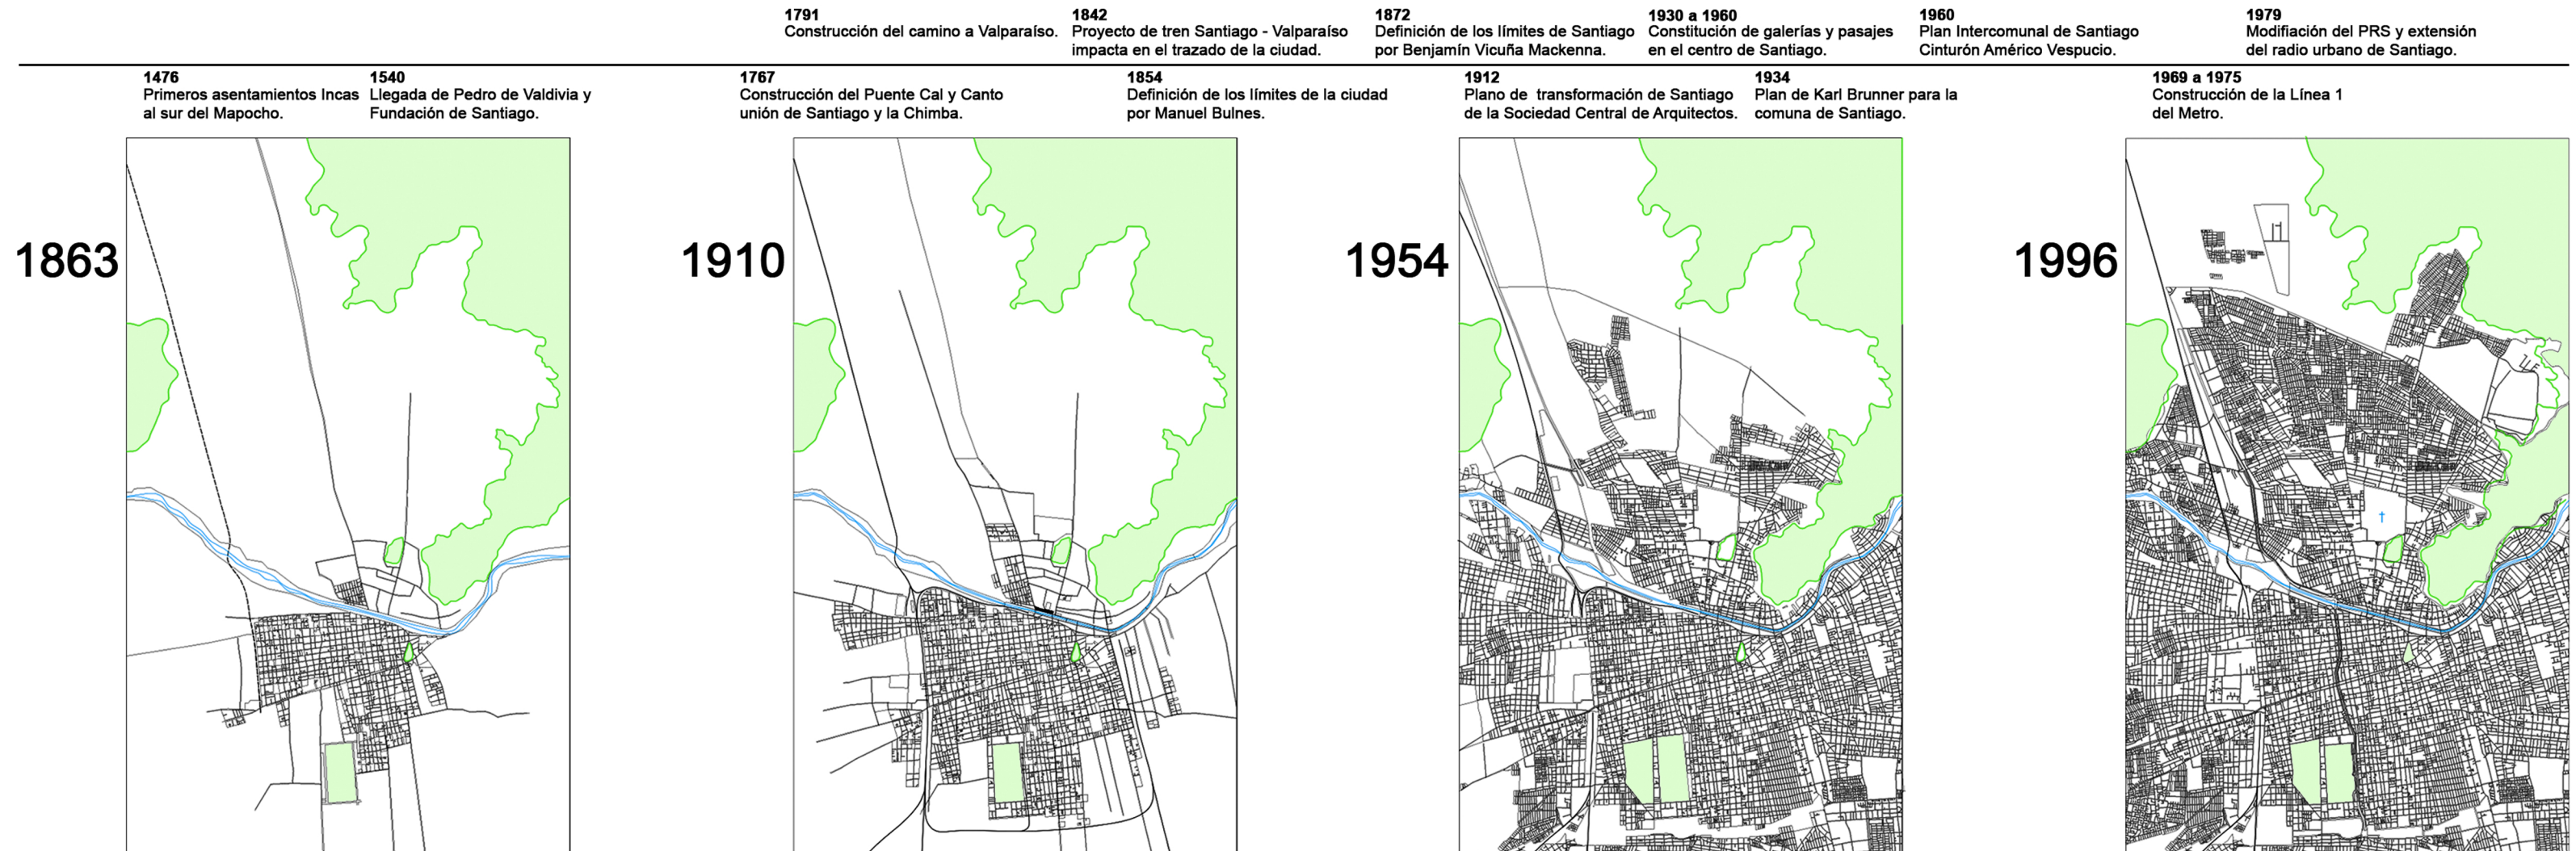 1791
Construcción del camino a Valparaíso.
1842
Proyecto de tren Santiago - Valparaíso
impacta en el trazado de la ciudad.
1872
Definición de los límites de Santiago
por Benjamín Vicuña Mackenna.
1930 a 1960
Constitución de galerías y pasajes
en el centro de Santiago.
1960
Plan Intercomunal de Santiago
Cinturón Américo Vespucio.
1979
Modifiación del PRS y extensión
del radio urbano de Santiago.
1476
Primeros asentamientos Incas
al sur del Mapocho.
1540
Llegada de Pedro de Valdivia y
Fundación de Santiago.
1767
Construcción del Puente Cal y Canto
unión de Santiago y la Chimba.
1854
Definición de los límites de la ciudad
por Manuel Bulnes.
1912
Plano de transformación de Santiago
de la Sociedad Central de Arquitectos.
1934
Plan de Karl Brunner para la
comuna de Santiago.
1969 a 1975
Construcción de la Línea 1
del Metro.
1863
1910
1954
1996